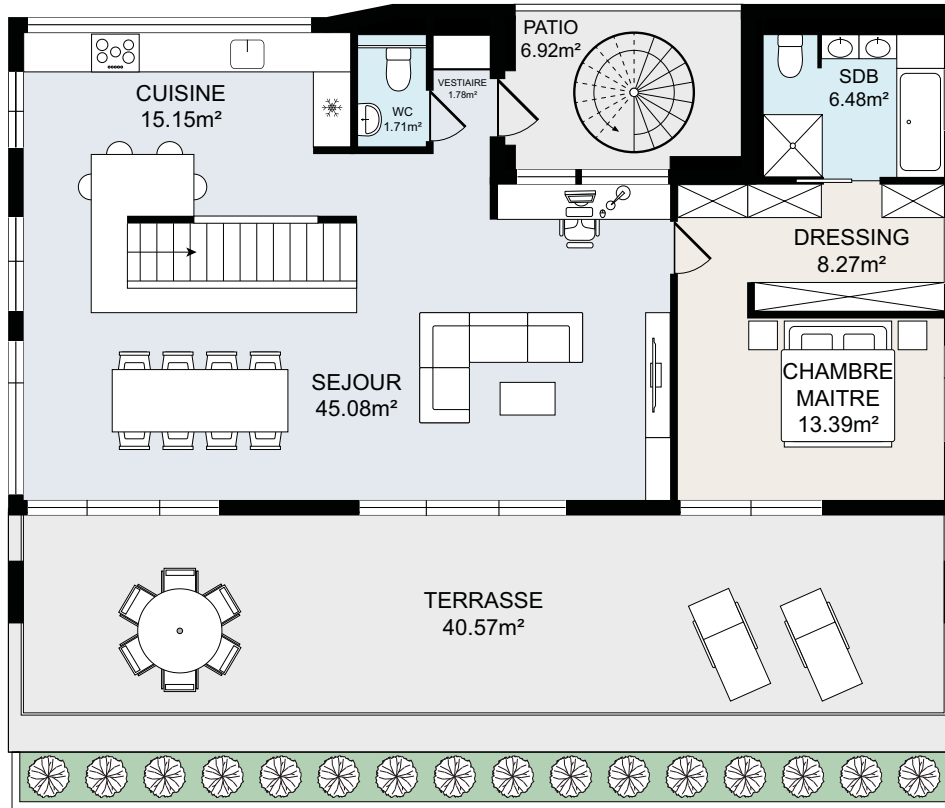 PATIO
6.92m²
CUISINE
15.15m²
VESTIAIRE
1.78m²
WC
1.71m²
SDB
6.48m²
DRESSING
8.27m²
SEJOUR
45.08m²
CHAMBRE
MAITRE
13.39m²
TERRASSE
40.57m²